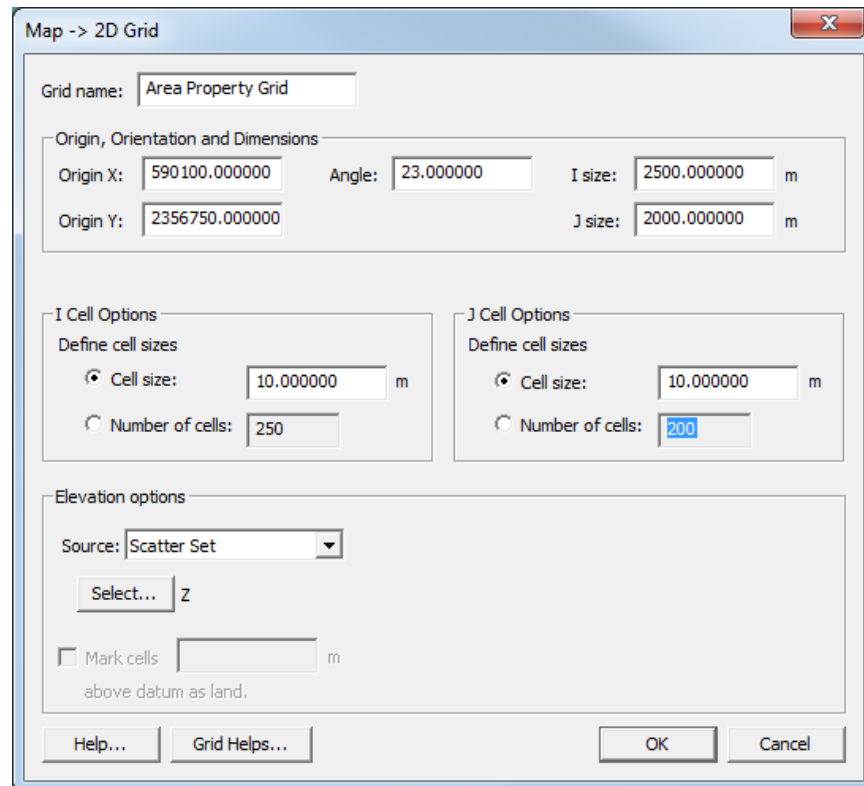 Map -> 2D Grid
Grid name: Area Property Grid
Origin, Orientation and Dimensions
Origin X: 590100.000000 Angle: 23.000000 I size: 2500.000000 m
Origin Y: 2356750.000000 J size: 2000.000000 m
I Cell Options J Cell Options
Define cell sizes Define cell sizes
Cell size: 10.000000 m Cell size: 10.000000 m
Number of cells: 250 Number of cells: 200
Elevation options
Source: Scatter Set
Select... Z
Mark cells m
above datum as land.
Help... Grid Helps... OK Cancel